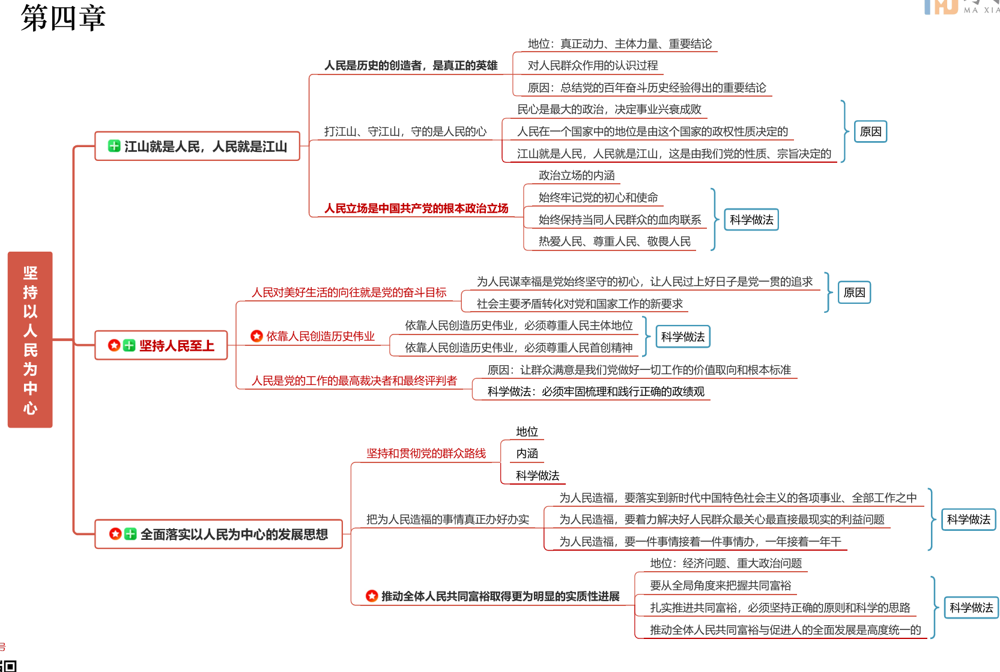 第四章
MA XIA
坚持以人民为中心
江山就是人民，人民就是江山
人民是历史的创造者，是真正的英雄
地位：真正动力、主体力量、重要结论
对人民群众作用的认识过程
原因：总结党的百年奋斗历史经验得出的重要结论
打江山、守江山，守的是人民的心
民心是最大的政治，决定事业兴衰成败
人民在一个国家中的地位是由这个国家的政权性质决定的
江山就是人民，人民就是江山，这是由我们党的性质、宗旨决定的
原因
人民立场是中国共产党的根本政治立场
政治立场的内涵
始终牢记党的初心和使命
始终保持当同人民群众的血肉联系
热爱人民、尊重人民、敬畏人民
科学做法
坚持人民至上
人民对美好生活的向往就是党的奋斗目标
为人民谋幸福是党始终坚守的初心，让人民过上好日子是党一贯的追求
社会主要矛盾转化对党和国家工作的新要求
原因
依靠人民创造历史伟业
依靠人民创造历史伟业，必须尊重人民主体地位
依靠人民创造历史伟业，必须尊重人民首创精神
科学做法
人民是党的工作的最高裁决者和最终评判者
原因：让群众满意是我们党做好一切工作的价值取向和根本标准
科学做法：必须牢固梳理和践行正确的政绩观
全面落实以人民为中心的发展思想
坚持和贯彻党的群众路线
地位
内涵
科学做法
把为人民造福的事情真正办好办实
为人民造福，要落实到新时代中国特色社会主义的各项事业、全部工作之中
为人民造福，要着力解决好人民群众最关心最直接最现实的利益问题
为人民造福，要一件事情接着一件事情办，一年接着一年干
科学做法
推动全体人民共同富裕取得更为明显的实质性进展
地位：经济问题、重大政治问题
要从全局角度来把握共同富裕
扎实推进共同富裕，必须坚持正确的原则和科学的思路
推动全体人民共同富裕与促进人的全面发展是高度统一的
科学做法
号